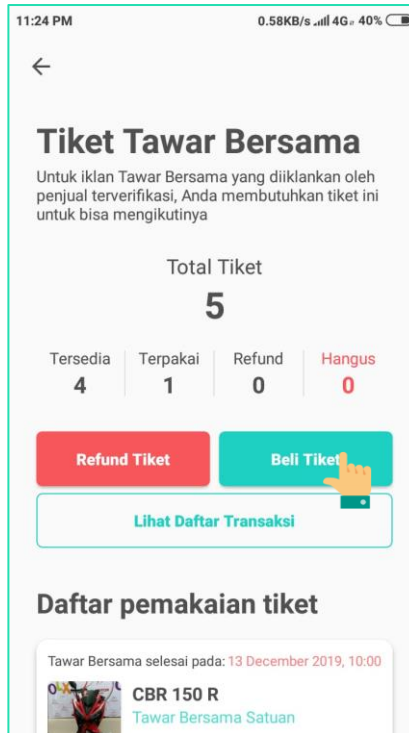 11:24 PM 0.58KB/s 4G 40%
Tiket Tawar Bersama
Untuk iklan Tawar Bersama yang diiklankan oleh
penjual terverifikasi, Anda membutuhkan tiket ini
untuk bisa mengikutinya
Total Tiket
5
Tersedia Terpakai Refund Hangus
4 1 0 0
Refund Tiket Beli Tiket
Lihat Daftar Transaksi
Daftar pemakaian tiket
Tawar Bersama selesai pada: 13 December 2019, 10:00
CBR 150 R
Tawar Bersama Satuan